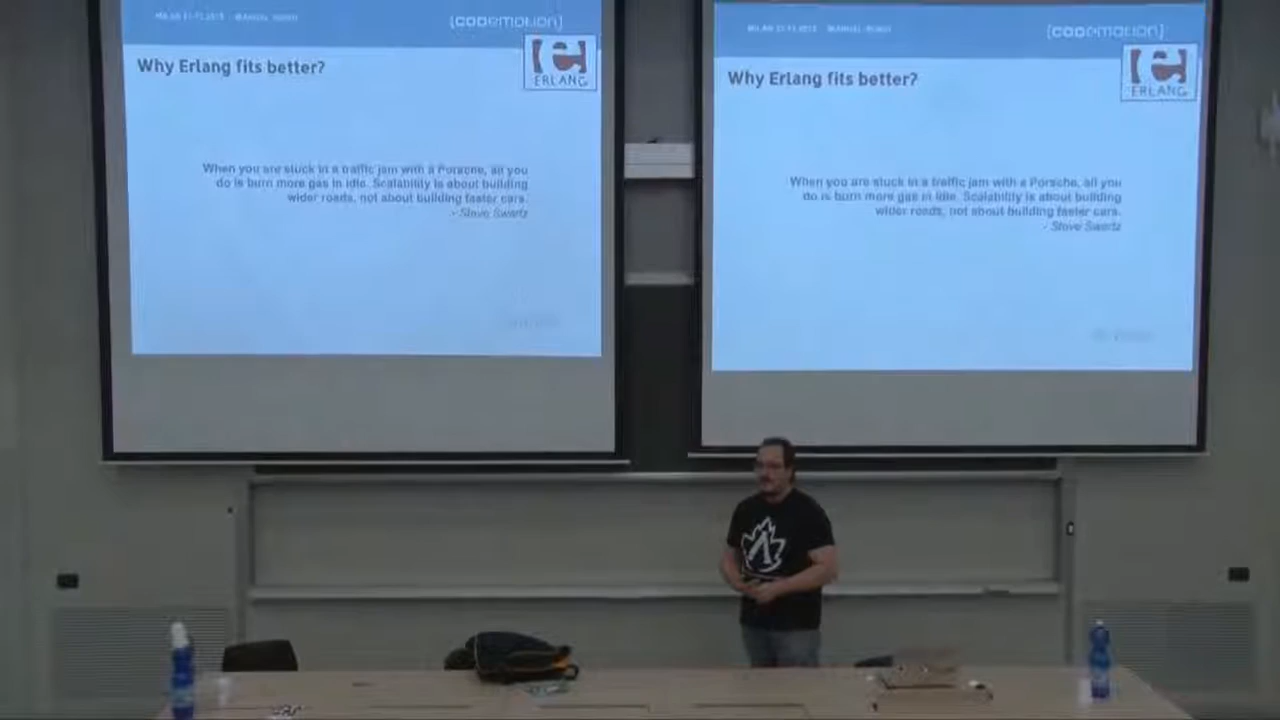 {codemotion}
Why Erlang fits better?
ERLANG
When you are stuck in a traffic jam with a Porsche, all you
do is burn more gas in idle. Scalability is about building
wider roads, not about building faster cars.
- Steve Swartz
{codemotion}
Why Erlang fits better?
ERLANG
When you are stuck in a traffic jam with a Porsche, all you
do is burn more gas in idle. Scalability is about building
wider roads, not about building faster cars.
- Steve Swartz